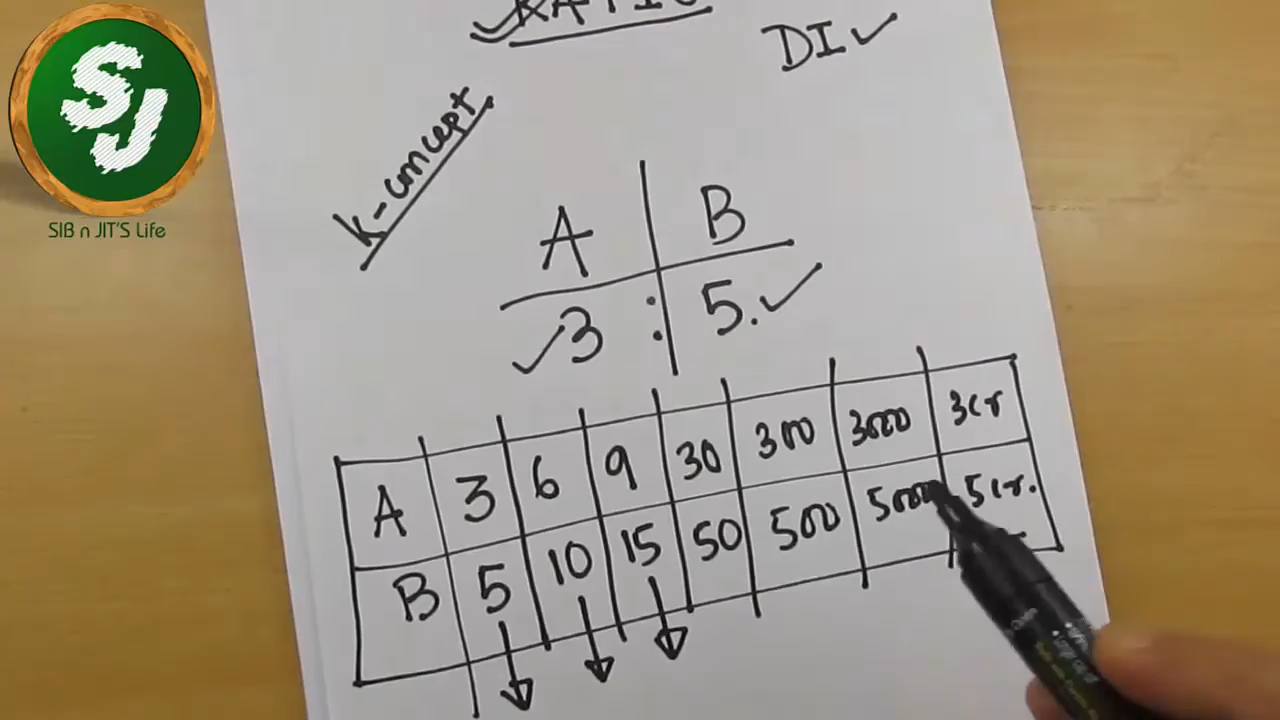 SJ
SIB n JIT'S Life
RATIO
DI
k-concept
A B
3 : 5.
A 3 6 9 30 300 3000 3cr
B 5 10 15 50 500 5000 5cr.